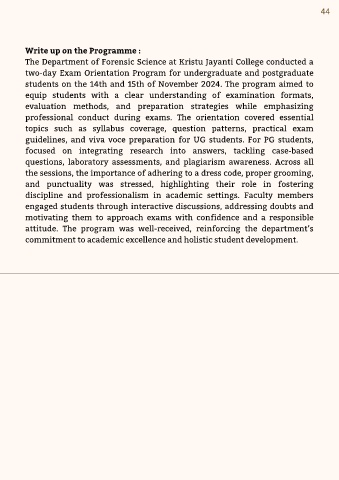 44
Write up on the Programme :
The Department of Forensic Science at Kristu Jayanti College conducted a
two-day Exam Orientation Program for undergraduate and postgraduate
students on the 14th and 15th of November 2024. The program aimed to
equip students with a clear understanding of examination formats,
evaluation methods, and preparation strategies while emphasizing
professional conduct during exams. The orientation covered essential
topics such as syllabus coverage, question patterns, practical exam
guidelines, and viva voce preparation for UG students. For PG students,
focused on integrating research into answers, tackling case-based
questions, laboratory assessments, and plagiarism awareness. Across all
the sessions, the importance of adhering to a dress code, proper grooming,
and punctuality was stressed, highlighting their role in fostering
discipline and professionalism in academic settings. Faculty members
engaged students through interactive discussions, addressing doubts and
motivating them to approach exams with confidence and a responsible
attitude. The program was well-received, reinforcing the department's
commitment to academic excellence and holistic student development.